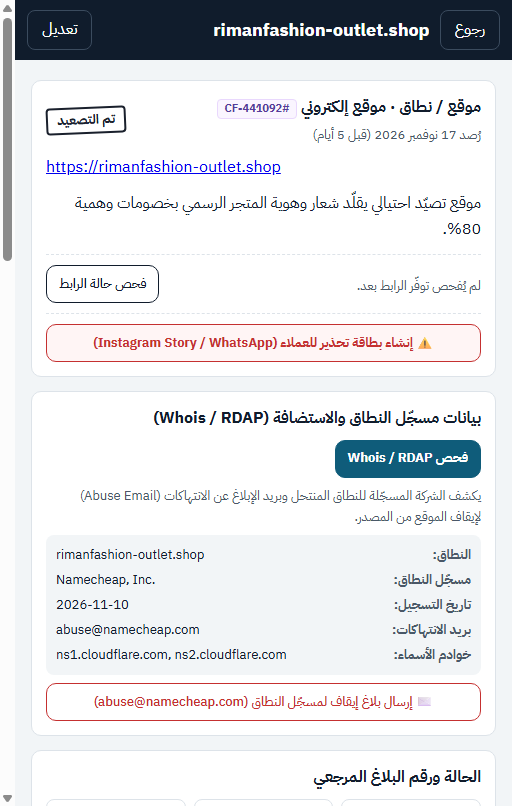 رجوع
rimanfashion-outlet.shop
تعديل
موقع / نطاق · موقع إلكتروني CF-441092#
تم التصعيد
رُصد 17 نوفمبر 2026 (قبل 5 أيام)
https://rimanfashion-outlet.shop
موقع تصيّد احتيالي يقلّد شعار وهوية المتجر الرسمي بخصومات وهمية
80%.
لم يُفحص توفّر الرابط بعد.
فحص حالة الرابط
⚠️ إنشاء بطاقة تحذير للعملاء (Instagram Story / WhatsApp)
بيانات مسجّل النطاق والاستضافة (Whois / RDAP)
فحص Whois / RDAP
يكشف الشركة المسجّلة للنطاق المنتحل وبريد الإبلاغ عن الانتهاكات (Abuse Email)
لإيقاف الموقع من المصدر.
النطاق: rimanfashion-outlet.shop
مسجّل النطاق: Namecheap, Inc.
تاريخ التسجيل: 2026-11-10
بريد الانتهاكات: abuse@namecheap.com
خوادم الأسماء: ns1.cloudflare.com, ns2.cloudflare.com
إرسال بلاغ إيقاف لمسجّل النطاق (abuse@namecheap.com)
الحالة ورقم البلاغ المرجعي